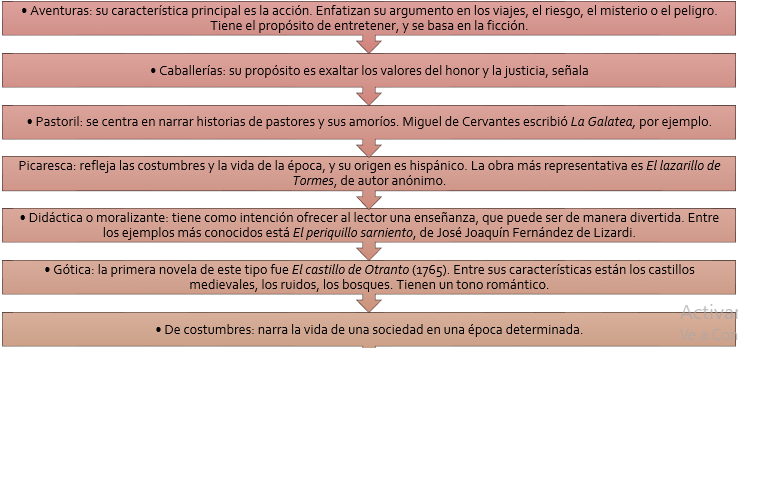 • Aventuras: su característica principal es la acción. Enfatizan su argumento en los viajes, el riesgo, el misterio o el peligro.
Tiene el propósito de entretener, y se basa en la ficción.
• Caballerías: su propósito es exaltar los valores del honor y la justicia, señala
• Pastoril: se centra en narrar historias de pastores y sus amoríos. Miguel de Cervantes escribió La Galatea, por ejemplo.
Picaresca: refleja las costumbres y la vida de la época, y su origen es hispánico. La obra más representativa es El lazarillo de
Tormes, de autor anónimo.
• Didáctica o moralizante: tiene como intención ofrecer al lector una enseñanza, que puede ser de manera divertida. Entre
los ejemplos más conocidos está El periquillo sarniento, de José Joaquín Fernández de Lizardi.
• Gótica: la primera novela de este tipo fue El castillo de Otranto (1765). Entre sus características están los castillos
medievales, los ruidos, los bosques. Tienen un tono romántico.
• De costumbres: narra la vida de una sociedad en una época determinada.
Ve a